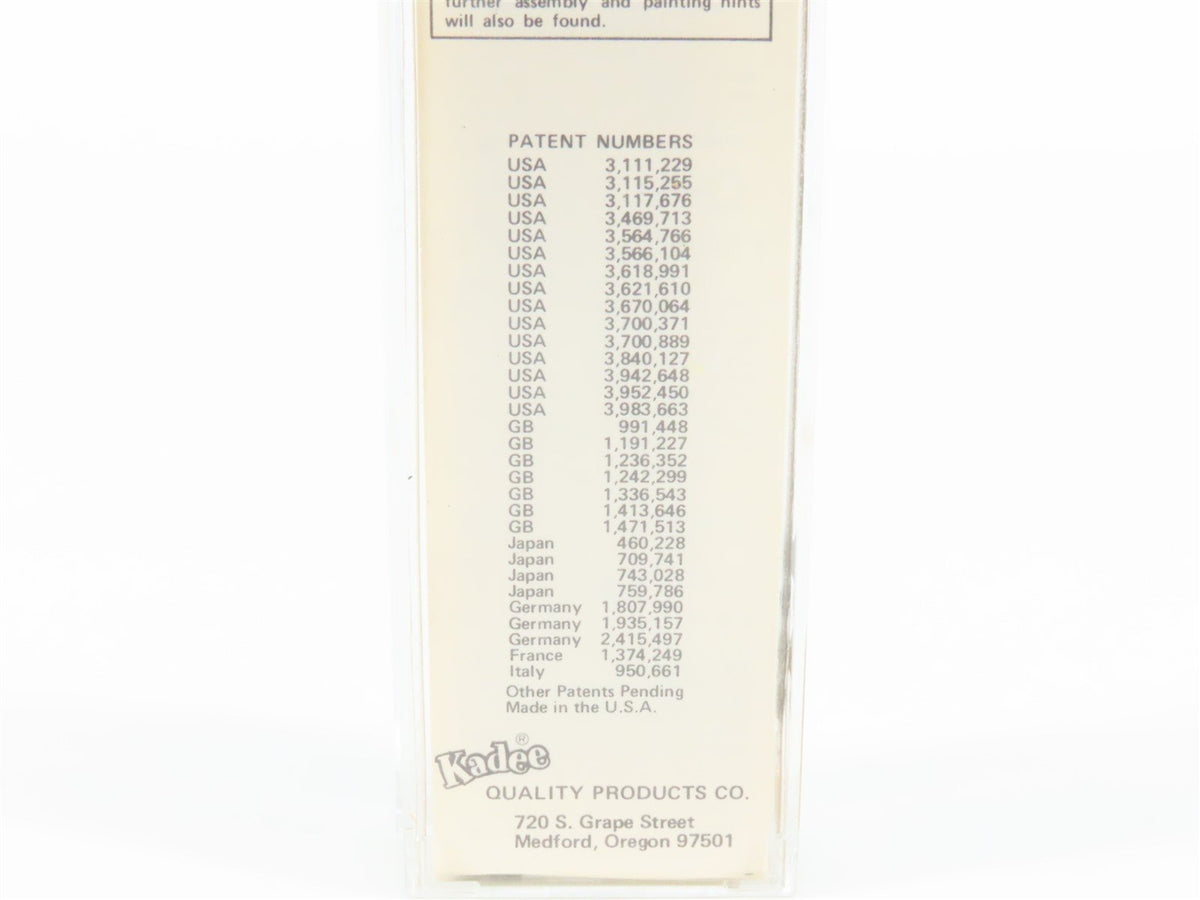 further assembly and painting hints
will also be found.
PATENT NUMBERS
USA 3,111,229
USA 3,115,255
USA 3,117,676
USA 3,469,713
USA 3,564,766
USA 3,566,104
USA 3,618,991
USA 3,621,610
USA 3,670,064
USA 3,700,371
USA 3,700,889
USA 3,840,127
USA 3,942,648
USA 3,952,450
USA 3,983,663
GB 991,448
GB 1,191,227
GB 1,236,352
GB 1,242,299
GB 1,336,543
GB 1,413,646
GB 1,471,513
Japan 460,228
Japan 709,741
Japan 743,028
Japan 759,786
Germany 1,807,990
Germany 1,935,157
Germany 2,415,497
France 1,374,249
Italy 950,661
Other Patents Pending
Made in the U.S.A.
Kadee®
QUALITY PRODUCTS CO.
720 S. Grape Street
Medford, Oregon 97501